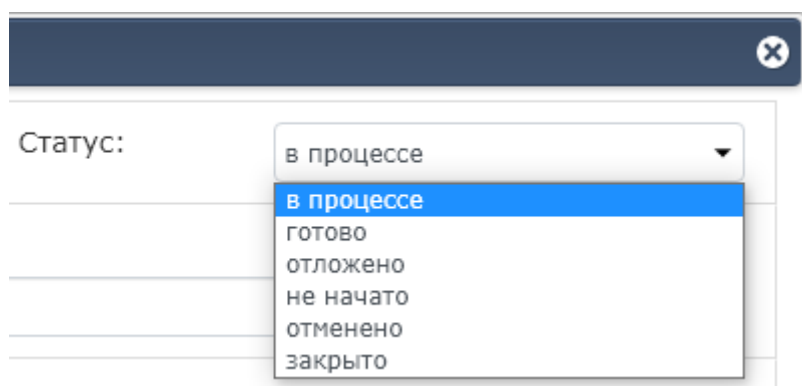 Статус:
в процессе
в процессе
готово
отложено
не начато
отменено
закрыто